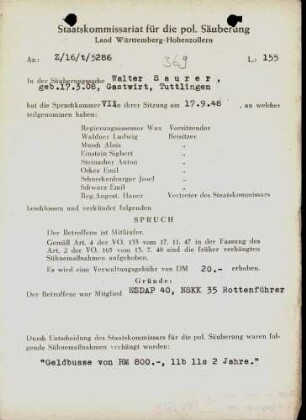 Staatskommissariat für die pol. Säuberung
Land Württemberg-Hohenzollern
Az.: Z/16/t/5286
369
L.: 155
In der Säuberungssache Walter Saurer,
geb.17.3.08, Gastwirt, Tuttlingen
hat die Spruchkammer VII in ihrer Sitzung am 17.9.48 , an welcher
teilgenommen haben:
Regierungsassessor Wax Vorsitzender
Waldner Ludwig Beisitzer
Musek Alois „
Einstein Sigbert „
Steimacher Anton „
Osker Emil „
Schneckenburger Josef „
Schwarz Emil „
Reg.Angest. Hauer Vertreter des Staatskommissars
beschlossen und verkündet folgenden
SPRUCH
Der Betroffene ist Mitläufer.
Gemäß Art. 4 der VO. 133 vom 17. 11. 47 in der Fassung des
Art. 2 der VO. 165 vom 13. 7. 48 sind die früher verhängten
Sühnemaßnahmen aufgehoben.
Es wird eine Verwaltungsgebühr von DM 20.- erhoben.
Gründe:
Der Betroffene war Mitglied NSDAP 40, NSKK 35 Rottenführer
Durch Entscheidung des Staatskommissars für die pol. Säuberung waren fol-
gende Sühnemaßnahmen verhängt worden:
"Geldbusse von RM 800.-, 11b 11c 2 Jahre."